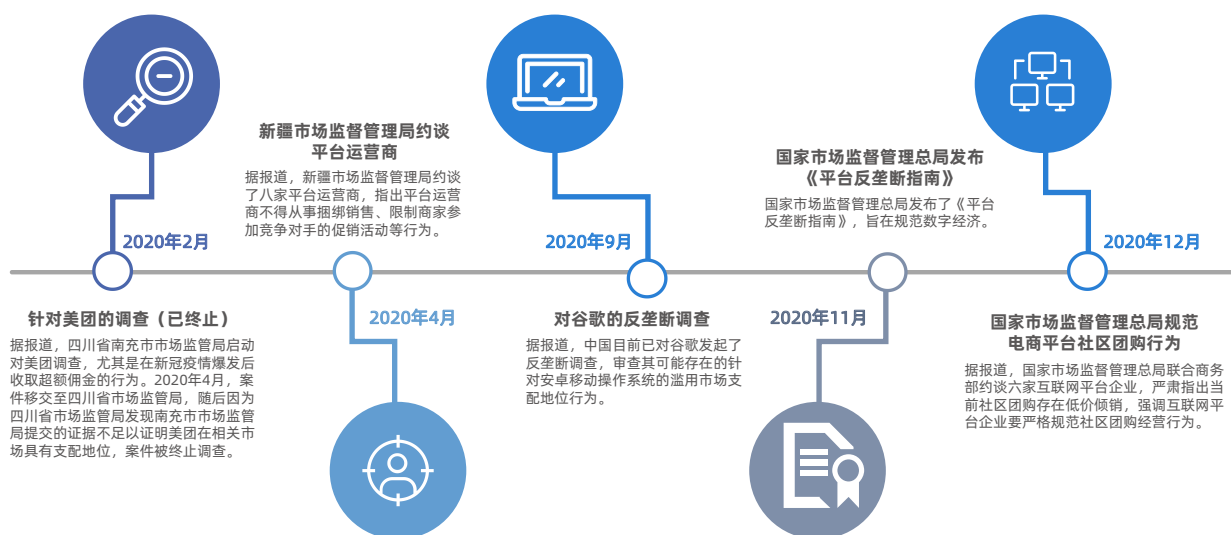 2020年2月
针对美团的调查（已终止）
据报道，四川省南充市市场监管局启动
对美团调查，尤其是在新冠疫情爆发后
收取超额佣金的行为。2020年4月，案
件移交至四川省市场监管局，随后因为
四川省市场监管局发现南充市市场监管
局提交的证据不足以证明美团在相关市
场具有支配地位，案件被终止调查。
新疆市场监督管理局约谈
平台运营商
据报道，新疆市场监督管理局约谈
了八家平台运营商，指出平台运营
商不得从事捆绑销售、限制商家参
加竞争对手的促销活动等行为。
2020年4月
2020年9月
对谷歌的反垄断调查
据报道，中国目前已对谷歌发起了
反垄断调查，审查其可能存在的针
对安卓移动操作系统的滥用市场支
配地位行为。
国家市场监督管理总局发布
《平台反垄断指南》
国家市场监督管理总局发布了《平台
反垄断指南》，旨在规范数字经济。
2020年11月
2020年12月
国家市场监督管理总局规范
电商平台社区团购行为
据报道，国家市场监督管理总局联合商务
部约谈六家互联网平台企业，严肃指出当
前社区团购存在低价倾销，强调互联网平
台企业要严格规范社区团购经营行为。